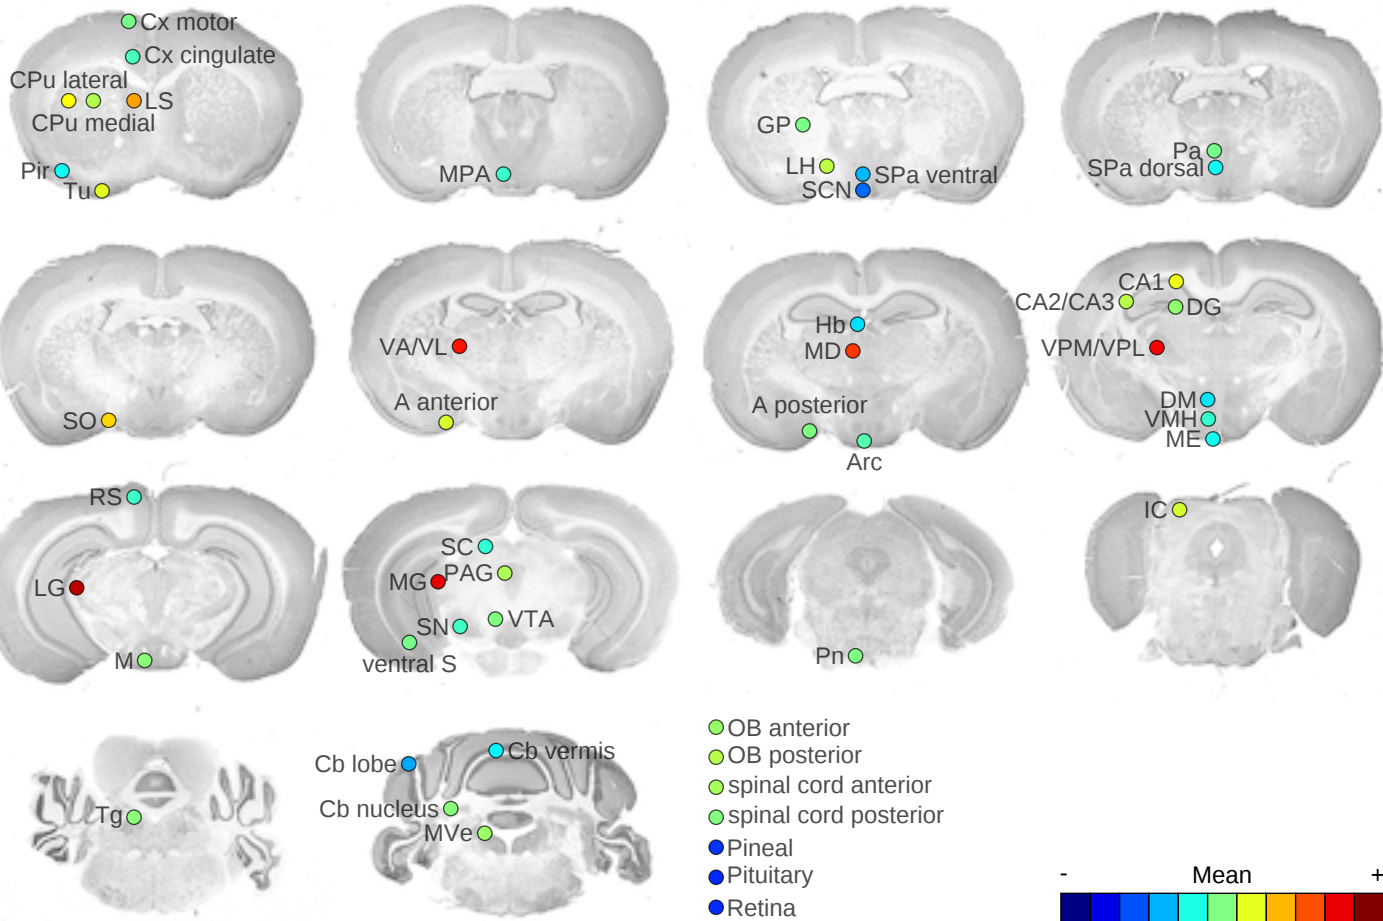 Cx motor
Cx cingulate
CPu lateral
LS
CPu medial
Pir
Tu
MPA
GP
LH
SPa ventral
SCN
Pa
SPa dorsal
SO
VA/VL
A anterior
Hb
MD
A posterior
Arc
CA1
CA2/CA3
DG
VPM/VPL
DM
VMH
ME
RS
LG
M
SC
MG
PAG
SN
VTA
ventral S
Pn
IC
Tg
Cb lobe
Cb vermis
Cb nucleus
MVe
OB anterior
OB posterior
spinal cord anterior
spinal cord posterior
Pineal
Pituitary
Retina
- Mean +